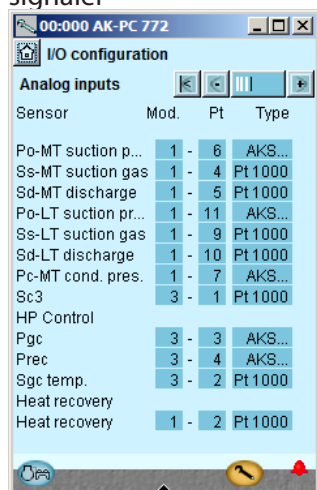 signaler
00:000 AK-PC 772
I/O configuration
Analog inputs
Sensor Mod. Pt Type
Po-MT suction p... 1 - 6 AKS...
Ss-MT suction gas 1 - 4 Pt1000
Sd-MT discharge 1 - 5 Pt1000
Po-LT suction pr... 1 - 11 AKS...
Ss-LT suction gas 1 - 9 Pt1000
Sd-LT discharge 1 - 10 Pt1000
Pc-MT cond. pres. 1 - 7 AKS...
Sc3 3 - 1 Pt1000
HP Control
Pgc 3 - 3 AKS...
Prec 3 - 4 AKS...
Sgc temp. 3 - 2 Pt1000
Heat recovery
Heat recovery 1 - 2 Pt1000